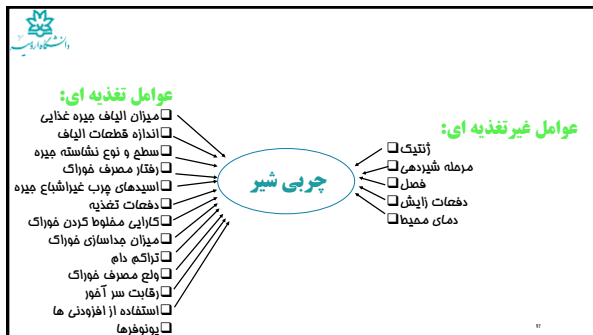 دانشگاه ارومیه
عوامل تغذیه ای:
میزان الیاف جیره غذایی
اندازه قطعات الیاف
سطح و نوع نشاسته جیره
رفتار مصرف خوراک
اسیدهای چرب غیراشباع جیره
دفعات تغذیه
کارایی مخلوط کردن خوراک
میزان جداسازی خوراک
تراکم دام
ولع مصرف خوراک
رقابت سر آخور
استفاده از افزودنی ها
یونوفرها
چربی شیر
عوامل غیرتغذیه ای:
ژنتیک
مرحله شیردهی
فصل
دفعات زایش
دمای محیط